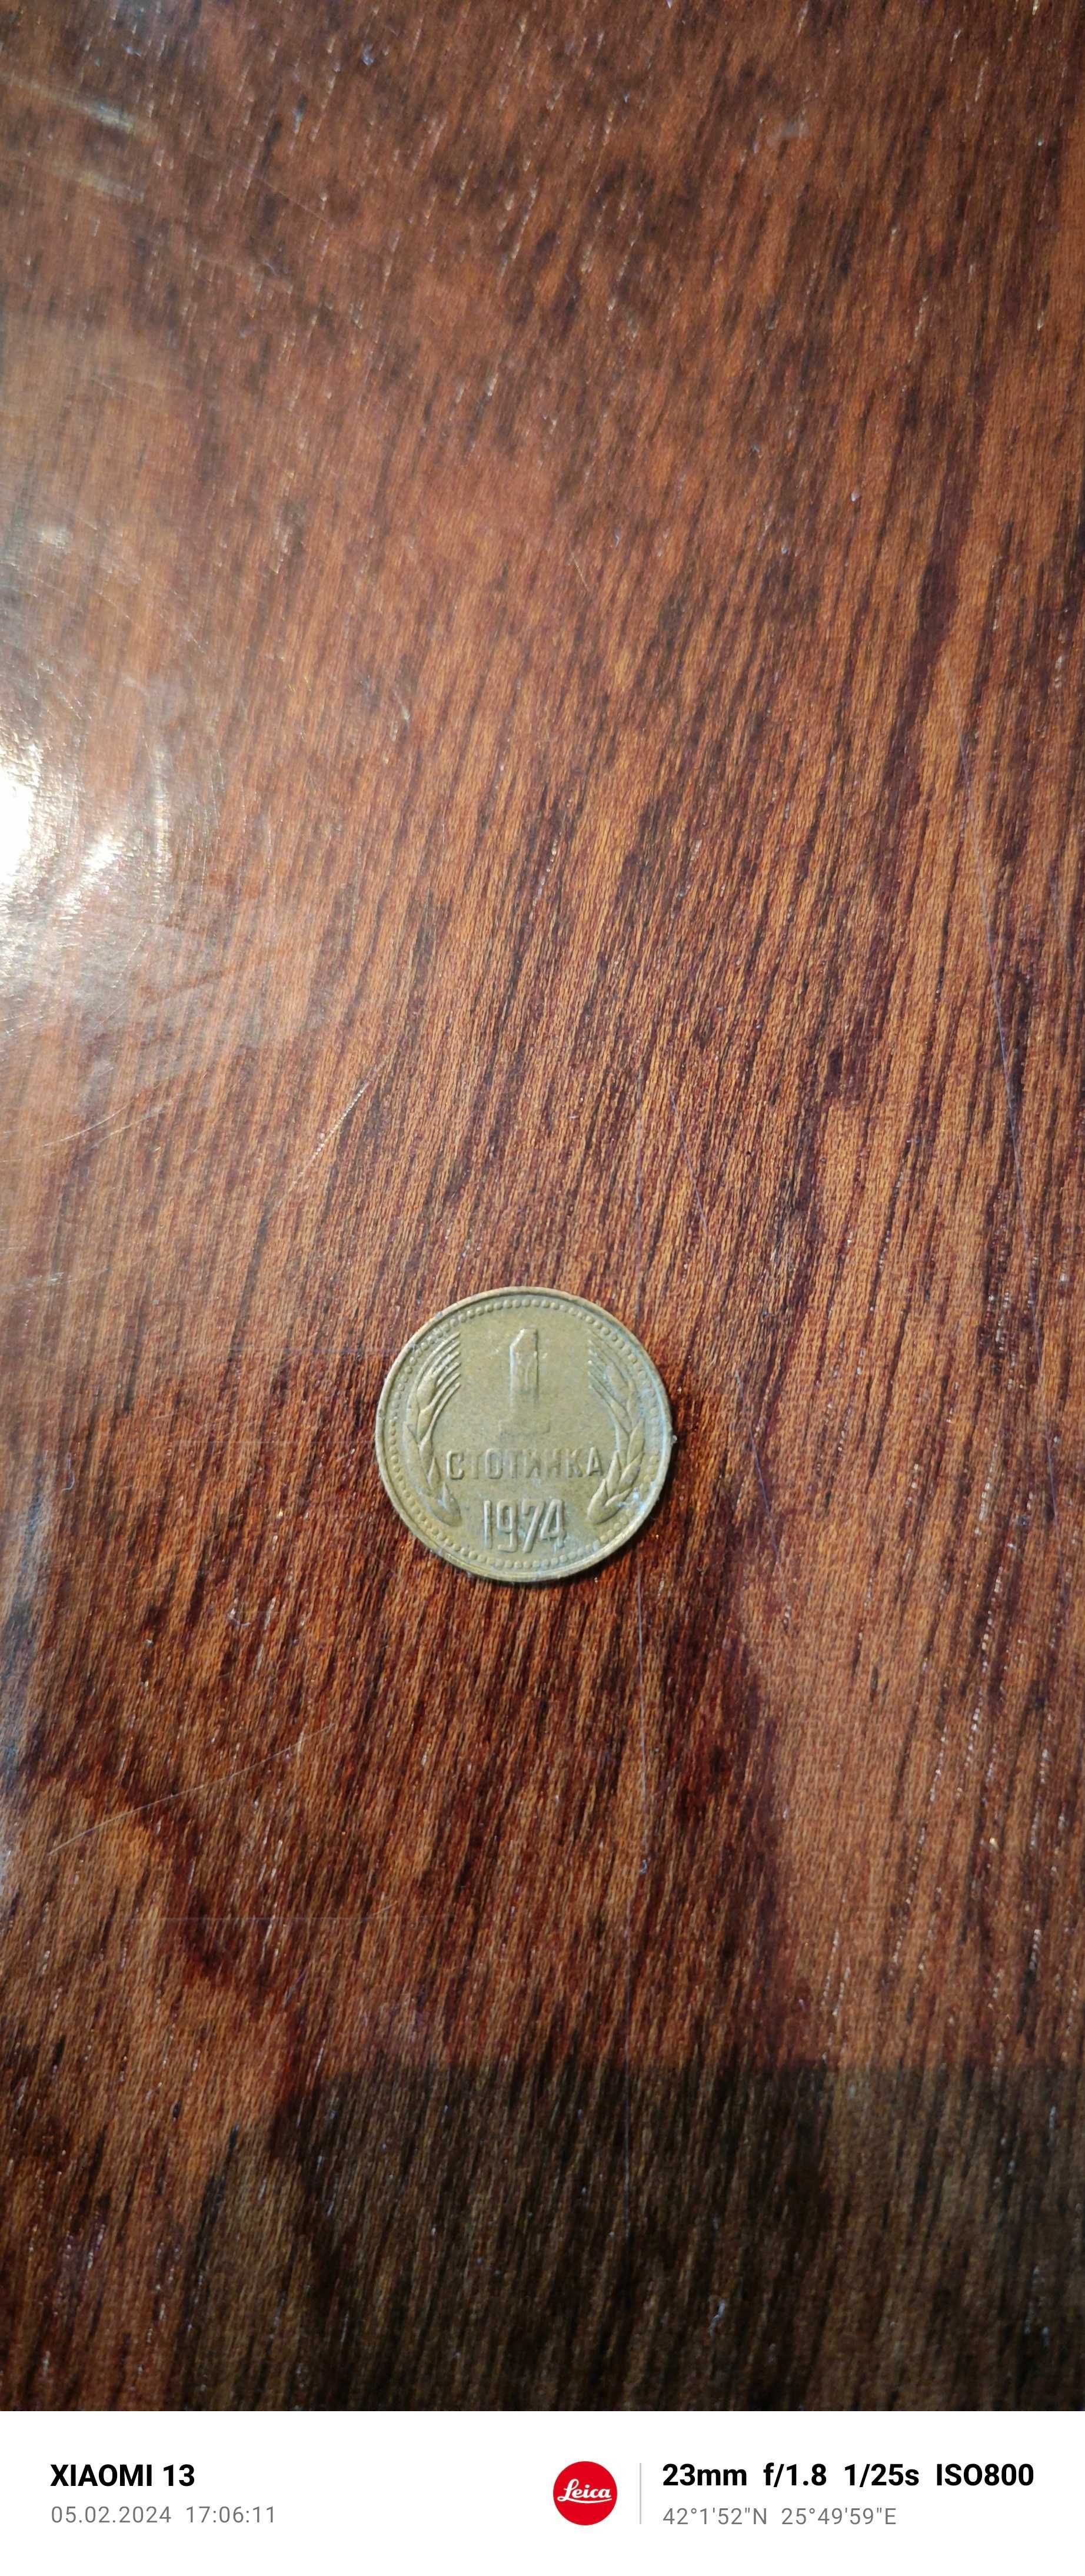 1
СТОТИНКА
1974
XIAOMI 13
05.02.2024 17:06:11
Leica
23mm f/1.8 1/25s ISO800
42°1'52"N 25°49'59"E